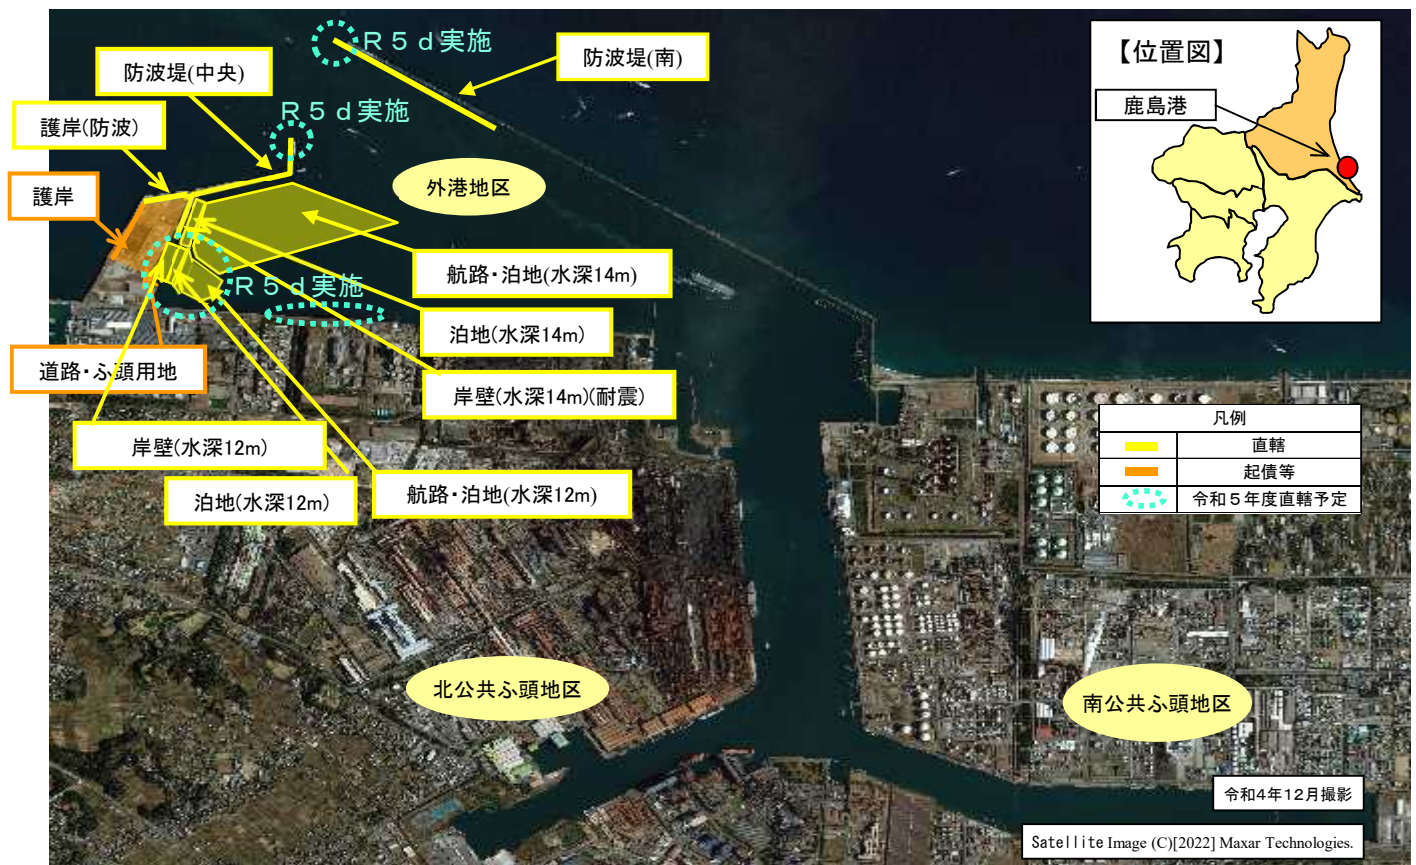 R５ｄ実施
防波堤(南)
防波堤(中央)
R５ｄ実施
護岸(防波)
護岸
外港地区
航路・泊地(水深14m)
R５ｄ実施
泊地(水深14m)
道路・ふ頭用地
岸壁(水深14m)(耐震)
岸壁(水深12m)
泊地(水深12m)
航路・泊地(水深12m)
【位置図】
鹿島港
凡例
直轄
起債等
令和５年度直轄予定
北公共ふ頭地区
南公共ふ頭地区
令和4年12月撮影
Satellite Image (C)[2022] Maxar Technologies.